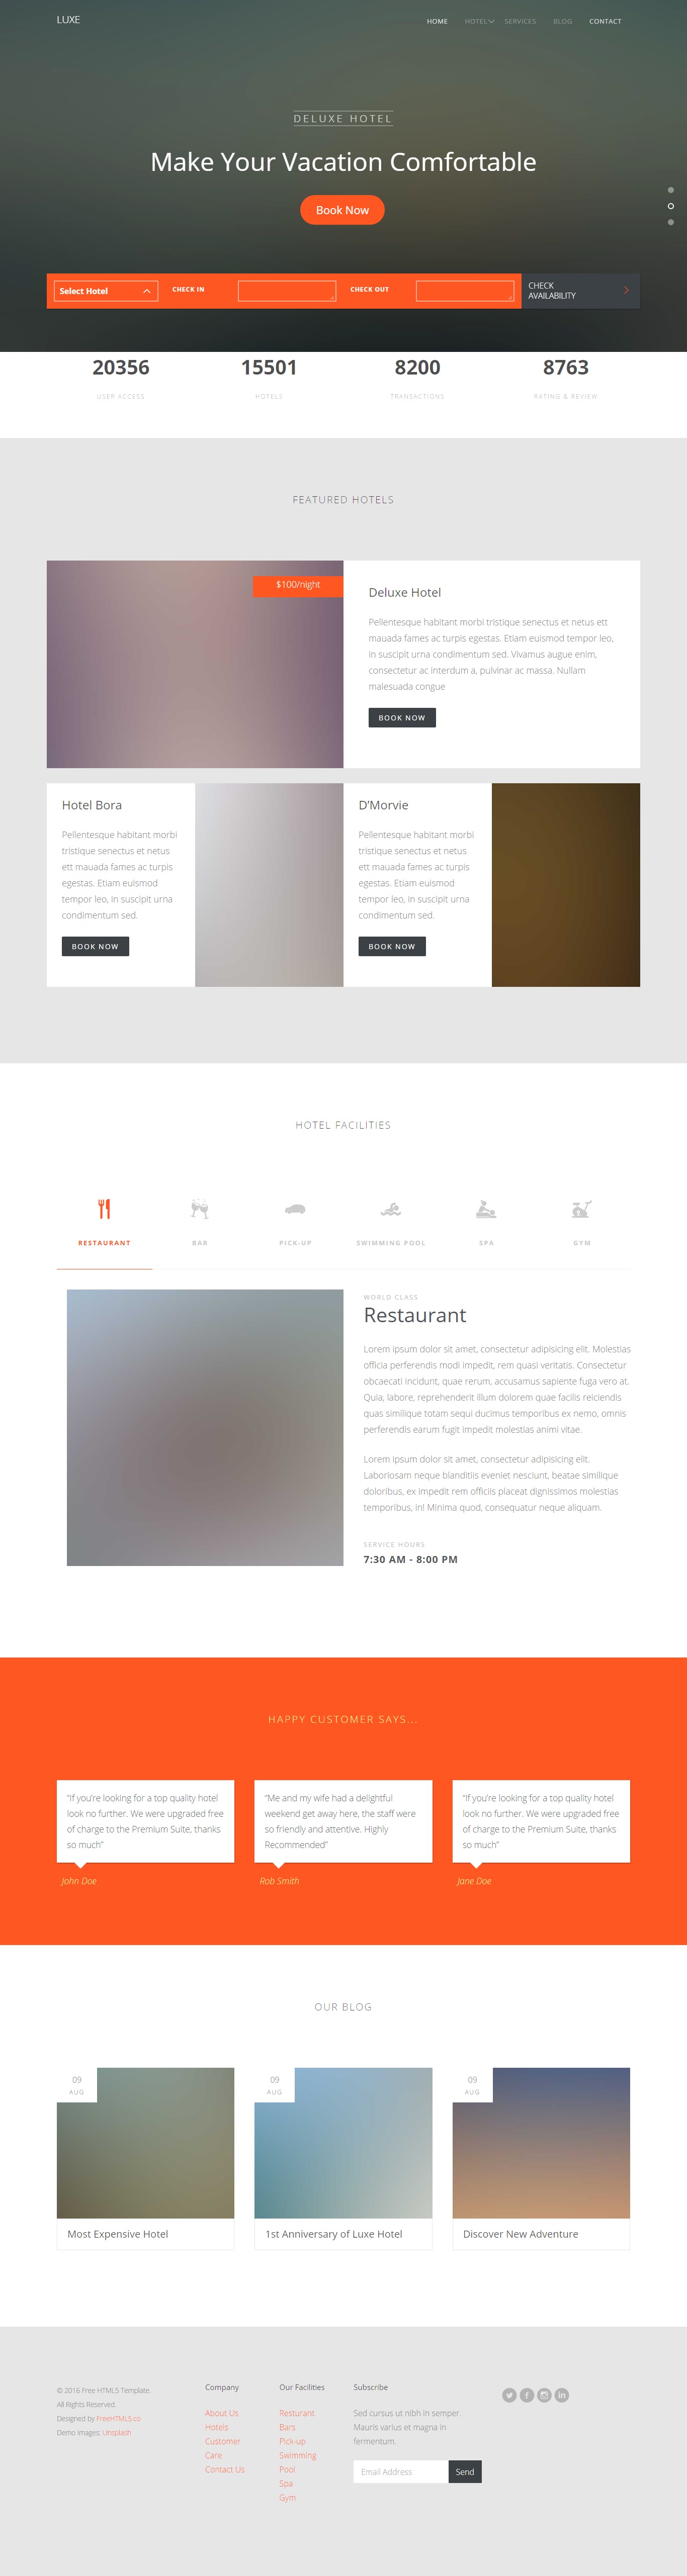 LUXE
HOME HOTEL SERVICES BLOG CONTACT
DELUXE HOTEL
Make Your Vacation Comfortable
Book Now
Select Hotel
CHECK IN
CHECK OUT
CHECK
AVAILABILITY
20356
USER ACCESS
15501
HOTELS
8200
TRANSACTIONS
8763
RATING & REVIEW
FEATURED HOTELS
$100/night
Deluxe Hotel
Pellentesque habitant morbi tristique senectus et netus ett
mauada fames ac turpis egestas. Etiam euismod tempor leo,
in suscipit urna condimentum sed. Vivamus augue enim,
consectetur ac interdum a, pulvinar ac massa. Nullam
malesuada congue
BOOK NOW
Hotel Bora
Pellentesque habitant morbi
tristique senectus et netus
ett mauada fames ac turpis
egestas. Etiam euismod
tempor leo, in suscipit urna
condimentum sed.
BOOK NOW
D’Morvie
Pellentesque habitant morbi
tristique senectus et netus
ett mauada fames ac turpis
egestas. Etiam euismod
tempor leo, in suscipit urna
condimentum sed.
BOOK NOW
HOTEL FACILITIES
RESTAURANT
BAR
PICK-UP
SWIMMING POOL
SPA
GYM
WORLD CLASS
Restaurant
Lorem ipsum dolor sit amet, consectetur adipisicing elit. Molestias
officia perferendis modi impedit, rem quasi veritatis. Consectetur
obcaecati incidunt, quae rerum, accusamus sapiente fuga vero at.
Quia, labore, reprehenderit illum dolorem quae facilis reiciendis
quas similique totam sequi ducimus temporibus ex nemo, omnis
perferendis earum fugit impedit molestias animi vitae.
Lorem ipsum dolor sit amet, consectetur adipisicing elit.
Laboriosam neque blanditiis eveniet nesciunt, beatae similique
doloribus, ex impedit rem officiis placeat dignissimos molestias
temporibus, in! Minima quod, consequatur neque aliquam.
SERVICE HOURS
7:30 AM - 8:00 PM
HAPPY CUSTOMER SAYS...
“If you’re looking for a top quality hotel
look no further. We were upgraded free
of charge to the Premium Suite, thanks
so much”
John Doe
“Me and my wife had a delightful
weekend get away here, the staff were
so friendly and attentive. Highly
Recommended”
Rob Smith
“If you’re looking for a top quality hotel
look no further. We were upgraded free
of charge to the Premium Suite, thanks
so much”
Jane Doe
OUR BLOG
09
AUG
Most Expensive Hotel
09
AUG
1st Anniversary of Luxe Hotel
09
AUG
Discover New Adventure
© 2016 Free HTML5 Template.
All Rights Reserved.
Designed by FreeHTML5.co
Demo Images: Unsplash
Company
About Us
Hotels
Customer
Care
Contact Us
Our Facilities
Resturant
Bars
Pick-up
Swimming
Pool
Spa
Gym
Subscribe
Sed cursus ut nibh in semper.
Mauris varius et magna in
fermentum.
Email Address
Send